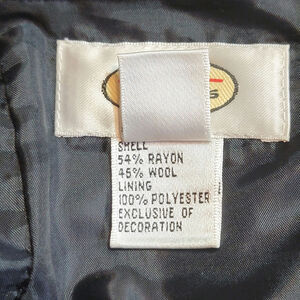 SHELL
54% RAYON
46% WOOL
LINING
100% POLYESTER
EXCLUSIVE OF
DECORATION